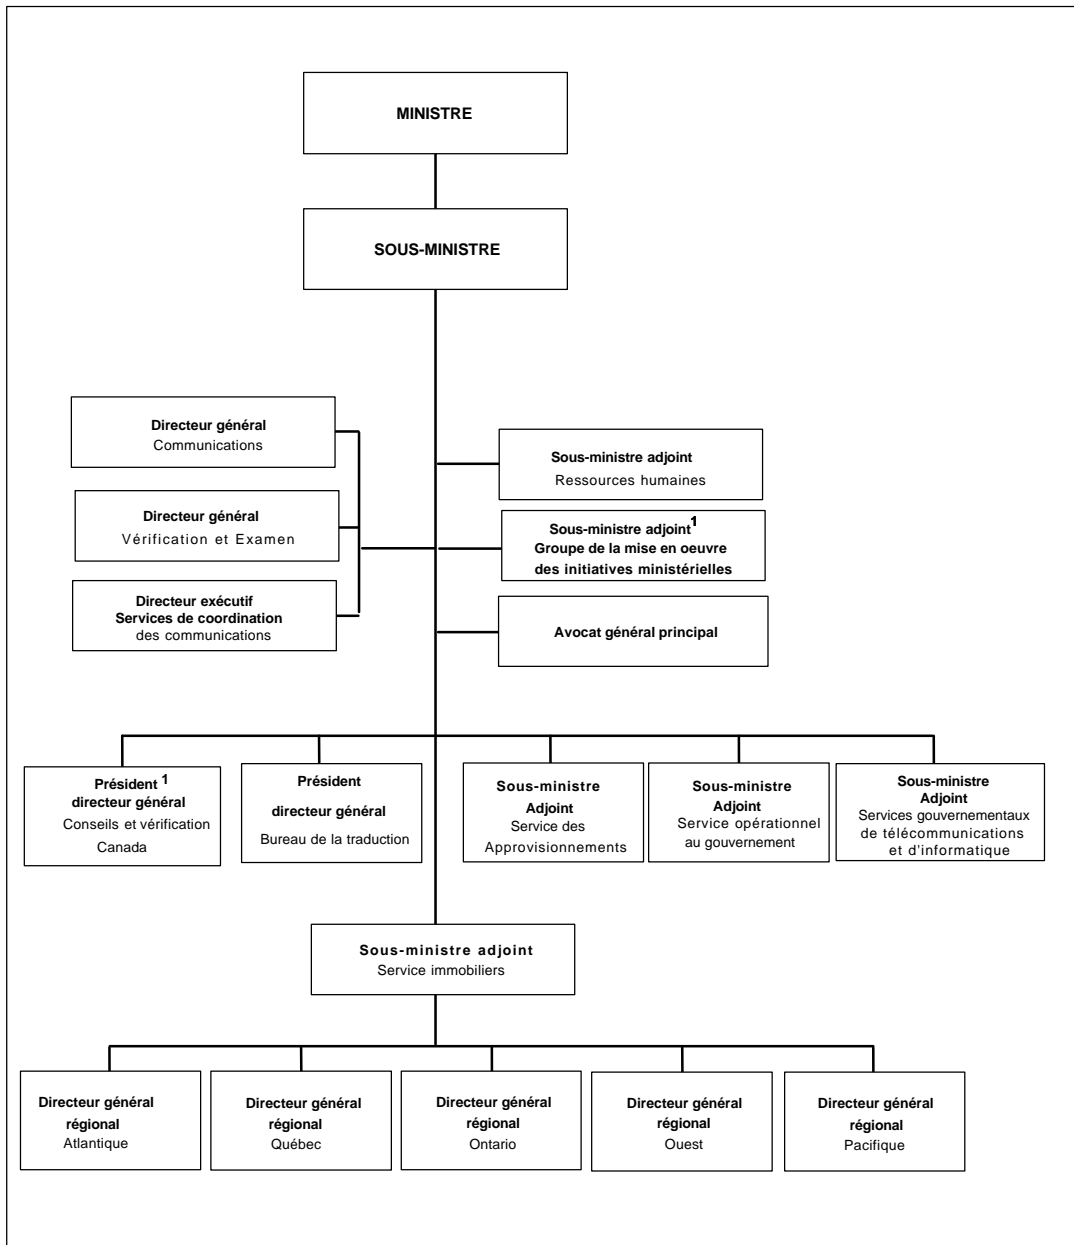 MINISTRE
SOUS-MINISTRE
Directeur général
Communications
Directeur général
Vérification et Examen
Directeur exécutif
Services de coordination
des communications
Sous-ministre adjoint
Ressources humaines
Sous-ministre adjoint 1
Groupe de la mise en oeuvre
des initiatives ministérielles
Avocat général principal
Président 1
directeur général
Conseils et vérification
Canada
Président
directeur général
Bureau de la traduction
Sous-ministre
Adjoint
Service des
Approvisionnements
Sous-ministre
Adjoint
Service opérationnel
au gouvernement
Sous-ministre
Adjoint
Services gouvernementaux
de télécommunications
et d'informatique
Sous-ministre adjoint
Service immobiliers
Directeur général
régional
Atlantique
Directeur général
régional
Québec
Directeur général
régional
Ontario
Directeur général
régional
Ouest
Directeur général
régional
Pacifique